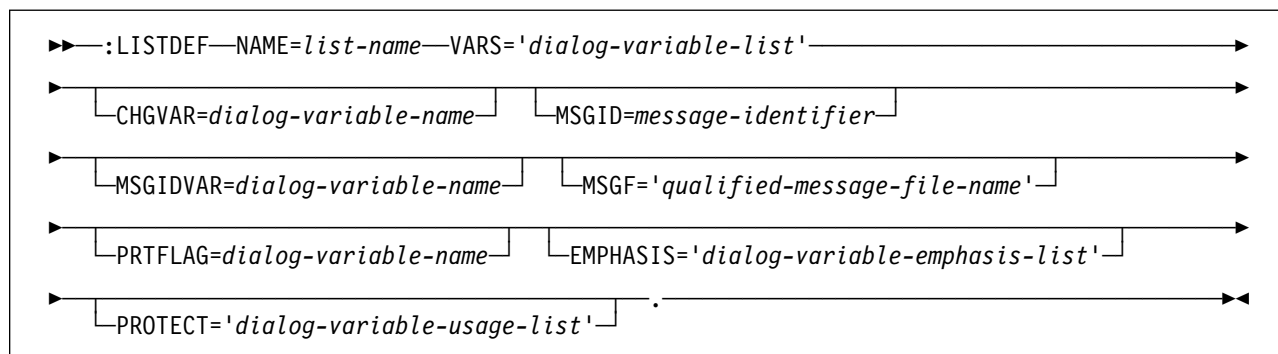 :LISTDEF NAME=list-name VARS='dialog-variable-list'
CHGVAR=dialog-variable-name MSGID=message-identifier
MSGIDVAR=dialog-variable-name MSGF='qualified-message-file-name'
PRTFLAG=dialog-variable-name EMPHASIS='dialog-variable-emphasis-list'
.
PROTECT='dialog-variable-usage-list'